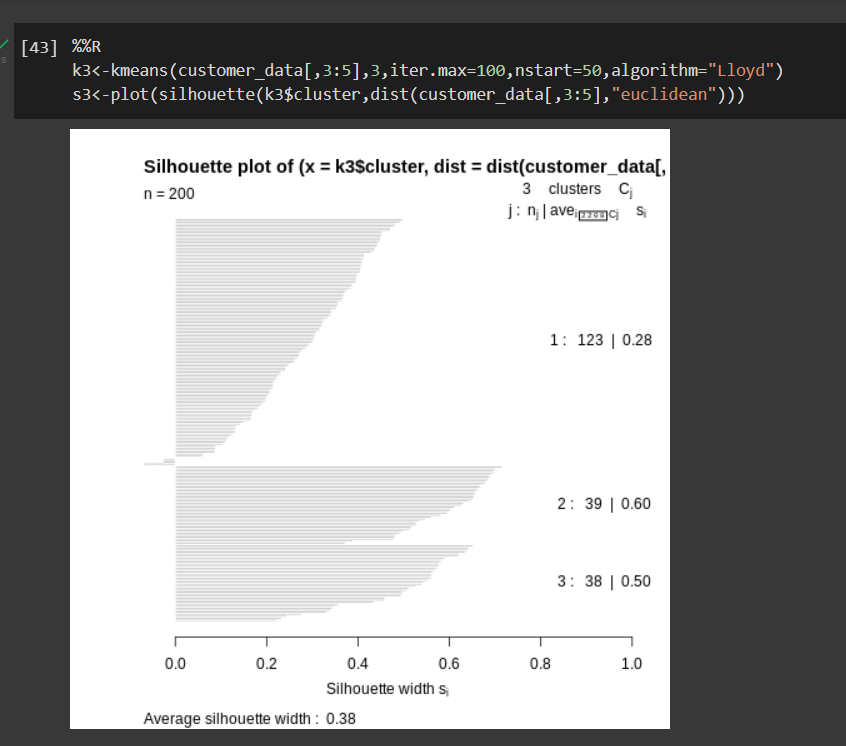 [43] %%R
k3<-kmeans(customer_data[,3:5],3,iter.max=100,nstart=50,algorithm="Lloyd")
s3<-plot(silhouette(k3$cluster,dist(customer_data[,3:5],"euclidean")))
Silhouette plot of (x = k3$cluster, dist = dist(customer_data[,
n = 200
3 clusters Cj
j : nj | avei Cj si
1 : 123 | 0.28
2 : 39 | 0.60
3 : 38 | 0.50
0.0 0.2 0.4 0.6 0.8 1.0
Silhouette width si
Average silhouette width : 0.38